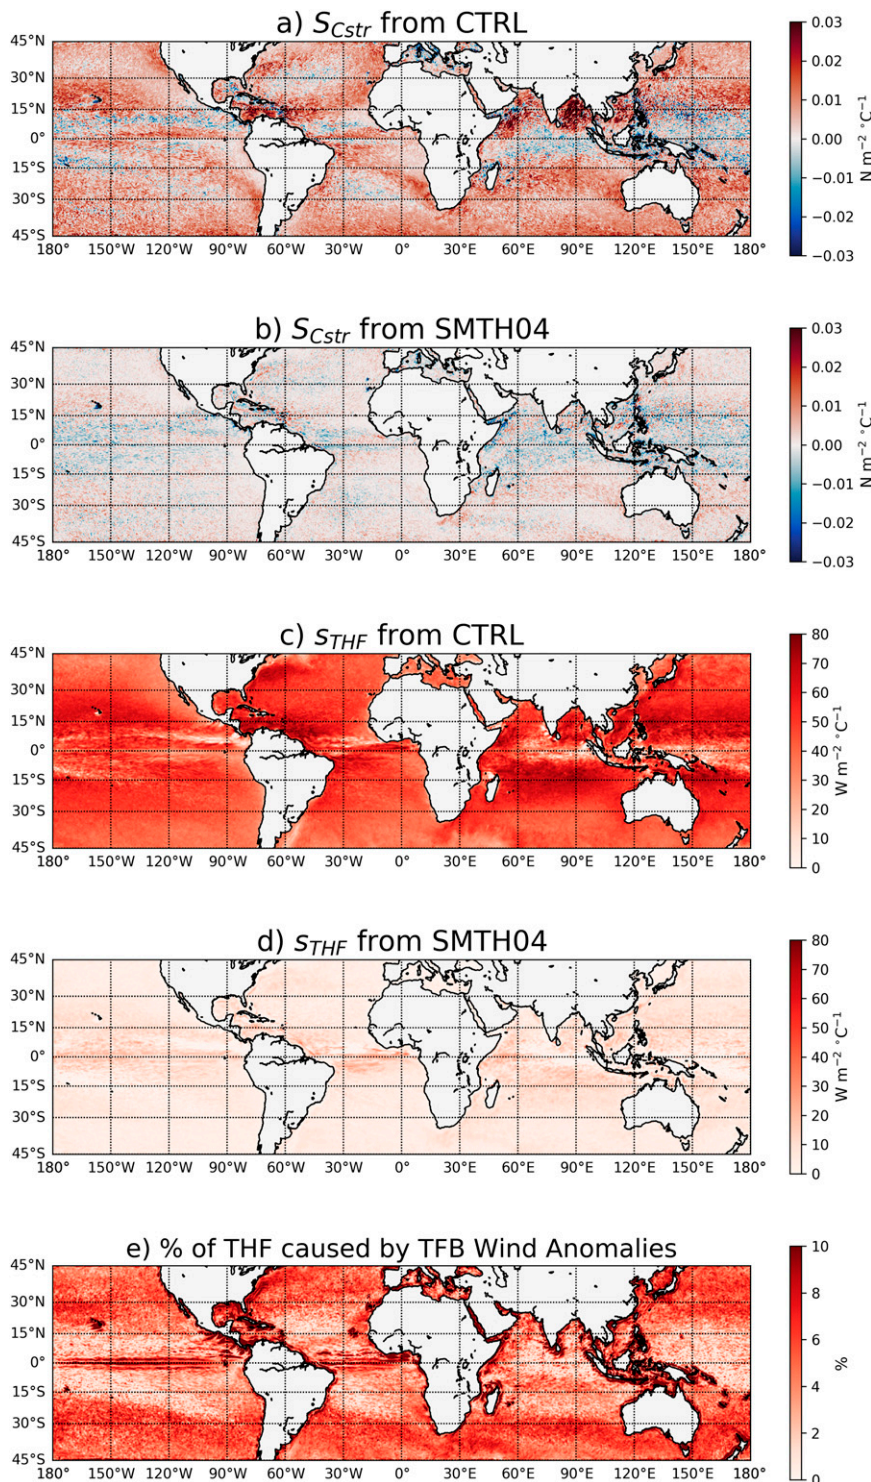 a) S_Cstr from CTRL
45°N
30°N
15°N
0°
15°S
30°S
45°S
180° 150°W 120°W 90°W 60°W 30°W 0° 30°E 60°E 90°E 120°E 150°E 180°
0.03
0.02
0.01
0.00
−0.01
−0.02
−0.03
N m⁻² °C⁻¹
b) S_Cstr from SMTH04
45°N
30°N
15°N
0°
15°S
30°S
45°S
180° 150°W 120°W 90°W 60°W 30°W 0° 30°E 60°E 90°E 120°E 150°E 180°
0.03
0.02
0.01
0.00
−0.01
−0.02
−0.03
N m⁻² °C⁻¹
c) s_THF from CTRL
45°N
30°N
15°N
0°
15°S
30°S
45°S
180° 150°W 120°W 90°W 60°W 30°W 0° 30°E 60°E 90°E 120°E 150°E 180°
80
70
60
50
40
30
20
10
0
W m⁻² °C⁻¹
d) s_THF from SMTH04
45°N
30°N
15°N
0°
15°S
30°S
45°S
180° 150°W 120°W 90°W 60°W 30°W 0° 30°E 60°E 90°E 120°E 150°E 180°
80
70
60
50
40
30
20
10
0
W m⁻² °C⁻¹
e) % of THF caused by TFB Wind Anomalies
45°N
30°N
15°N
0°
15°S
30°S
45°S
180° 150°W 120°W 90°W 60°W 30°W 0° 30°E 60°E 90°E 120°E 150°E 180°
10
8
6
4
2
0
%